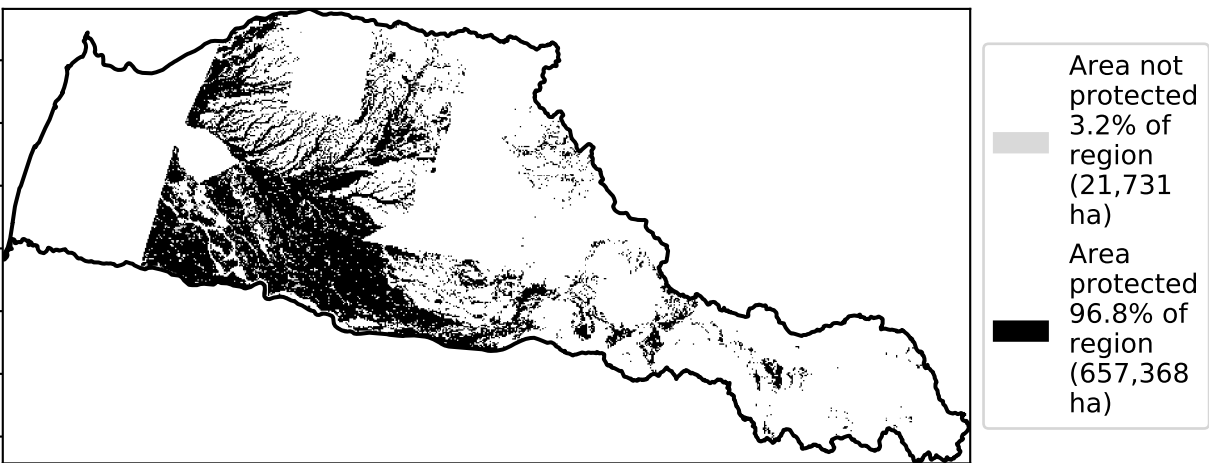 Area not
protected
3.2% of
region
(21,731
ha)
Area
protected
96.8% of
region
(657,368
ha)